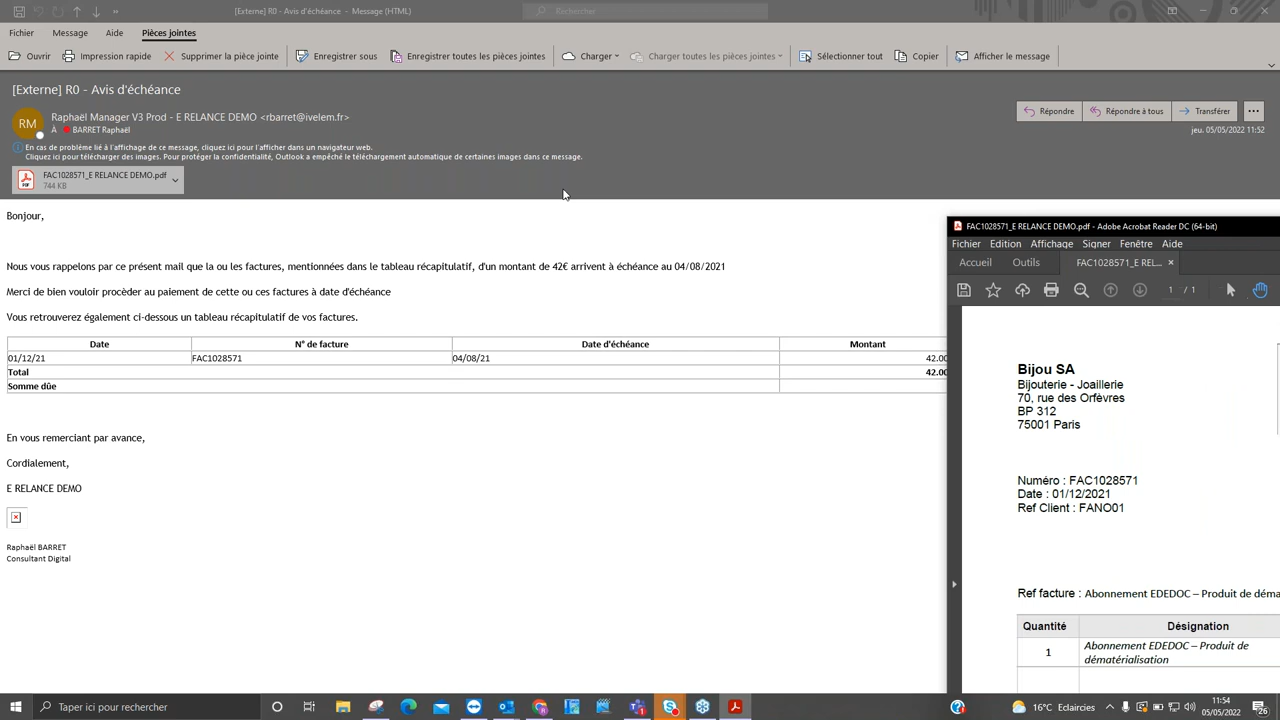 [Externe] R0 - Avis d'échéance - Message (HTML)
Rechercher
Fichier Message Aide Pièces jointes
Ouvrir Impression rapide Supprimer la pièce jointe Enregistrer sous Enregistrer toutes les pièces jointes Charger Charger toutes les pièces jointes Sélectionner tout Copier Afficher le message
[Externe] R0 - Avis d'échéance
RM
Raphaël Manager V3 Prod - E RELANCE DEMO <rbarret@ivelem.fr>
À BARRET Raphaël
Répondre Répondre à tous Transférer
jeu. 05/05/2022 11:52
En cas de problème lié à l'affichage de ce message, cliquez ici pour l'afficher dans un navigateur web.
Cliquez ici pour télécharger des images. Pour protéger la confidentialité, Outlook a empêché le téléchargement automatique de certaines images dans ce message.
FAC1028571_E RELANCE DEMO.pdf
744 KB
Bonjour,
Nous vous rappelons par ce présent mail que la ou les factures, mentionnées dans le tableau récapitulatif, d'un montant de 42€ arrivent à échéance au 04/08/2021
Merci de bien vouloir procèder au paiement de cette ou ces factures à date d'échéance
Vous retrouverez également ci-dessous un tableau récapitulatif de vos factures.
Date N° de facture Date d'échéance Montant
01/12/21 FAC1028571 04/08/21 42.00
Total 42.00
Somme dûe
En vous remerciant par avance,
Cordialement,
E RELANCE DEMO
Raphaël BARRET
Consultant Digital
FAC1028571_E RELANCE DEMO.pdf - Adobe Acrobat Reader DC (64-bit)
Fichier Edition Affichage Signer Fenêtre Aide
Accueil Outils FAC1028571_E REL...
1 / 1
Bijou SA
Bijouterie - Joaillerie
70, rue des Orfèvres
BP 312
75001 Paris
Numéro : FAC1028571
Date : 01/12/2021
Ref Client : FANO01
Ref facture : Abonnement EDEDOC – Produit de déma
Quantité Désignation
1 Abonnement EDEDOC – Produit de
dématérialisation
Taper ici pour rechercher
16°C Eclaircies
11:54
05/05/2022
26